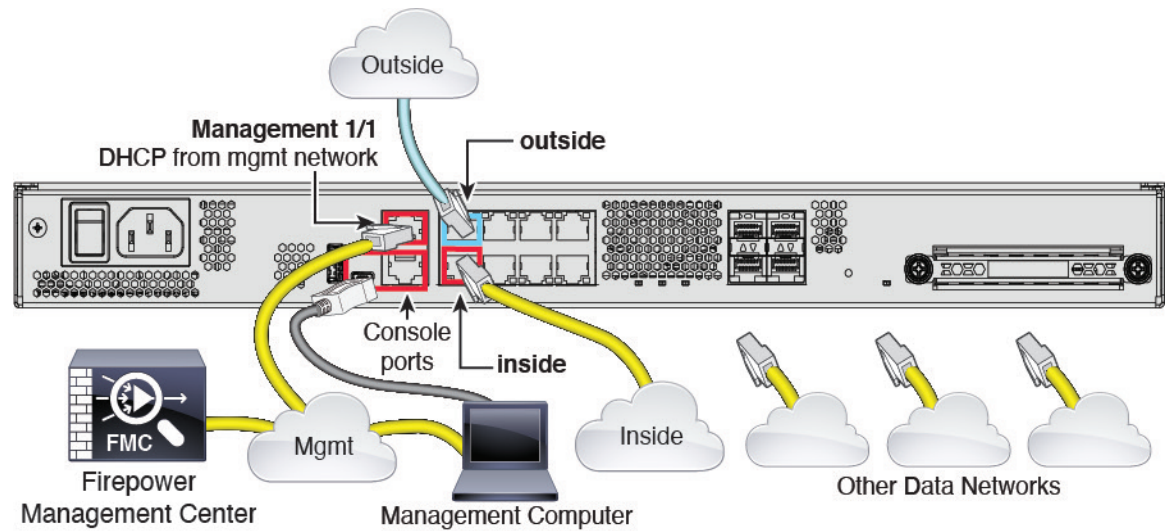 Outside
Management 1/1
DHCP from mgmt network
outside
Console
ports
inside
FMC
Mgmt
Inside
Firepower
Management Center
Management Computer
Other Data Networks